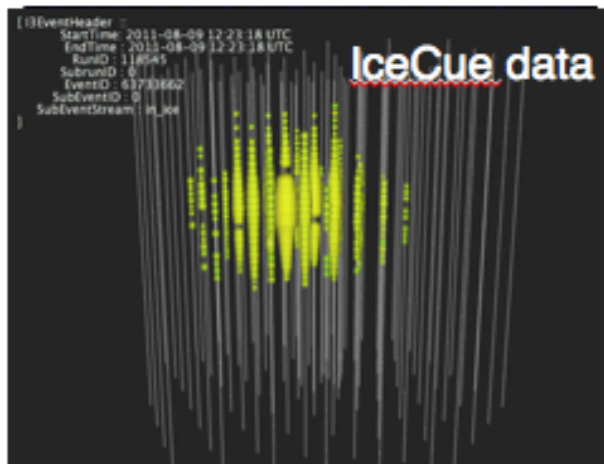 [ I3EventHeader :
StartTime: 2011-08-09 12:23:18 UTC
EndTime : 2011-08-09 12:23:18 UTC
RunID : 118545
SubrunID : 0
EventID : 63733662
SubEventID : 0
SubEventStream : in_ice
]
IceCue data